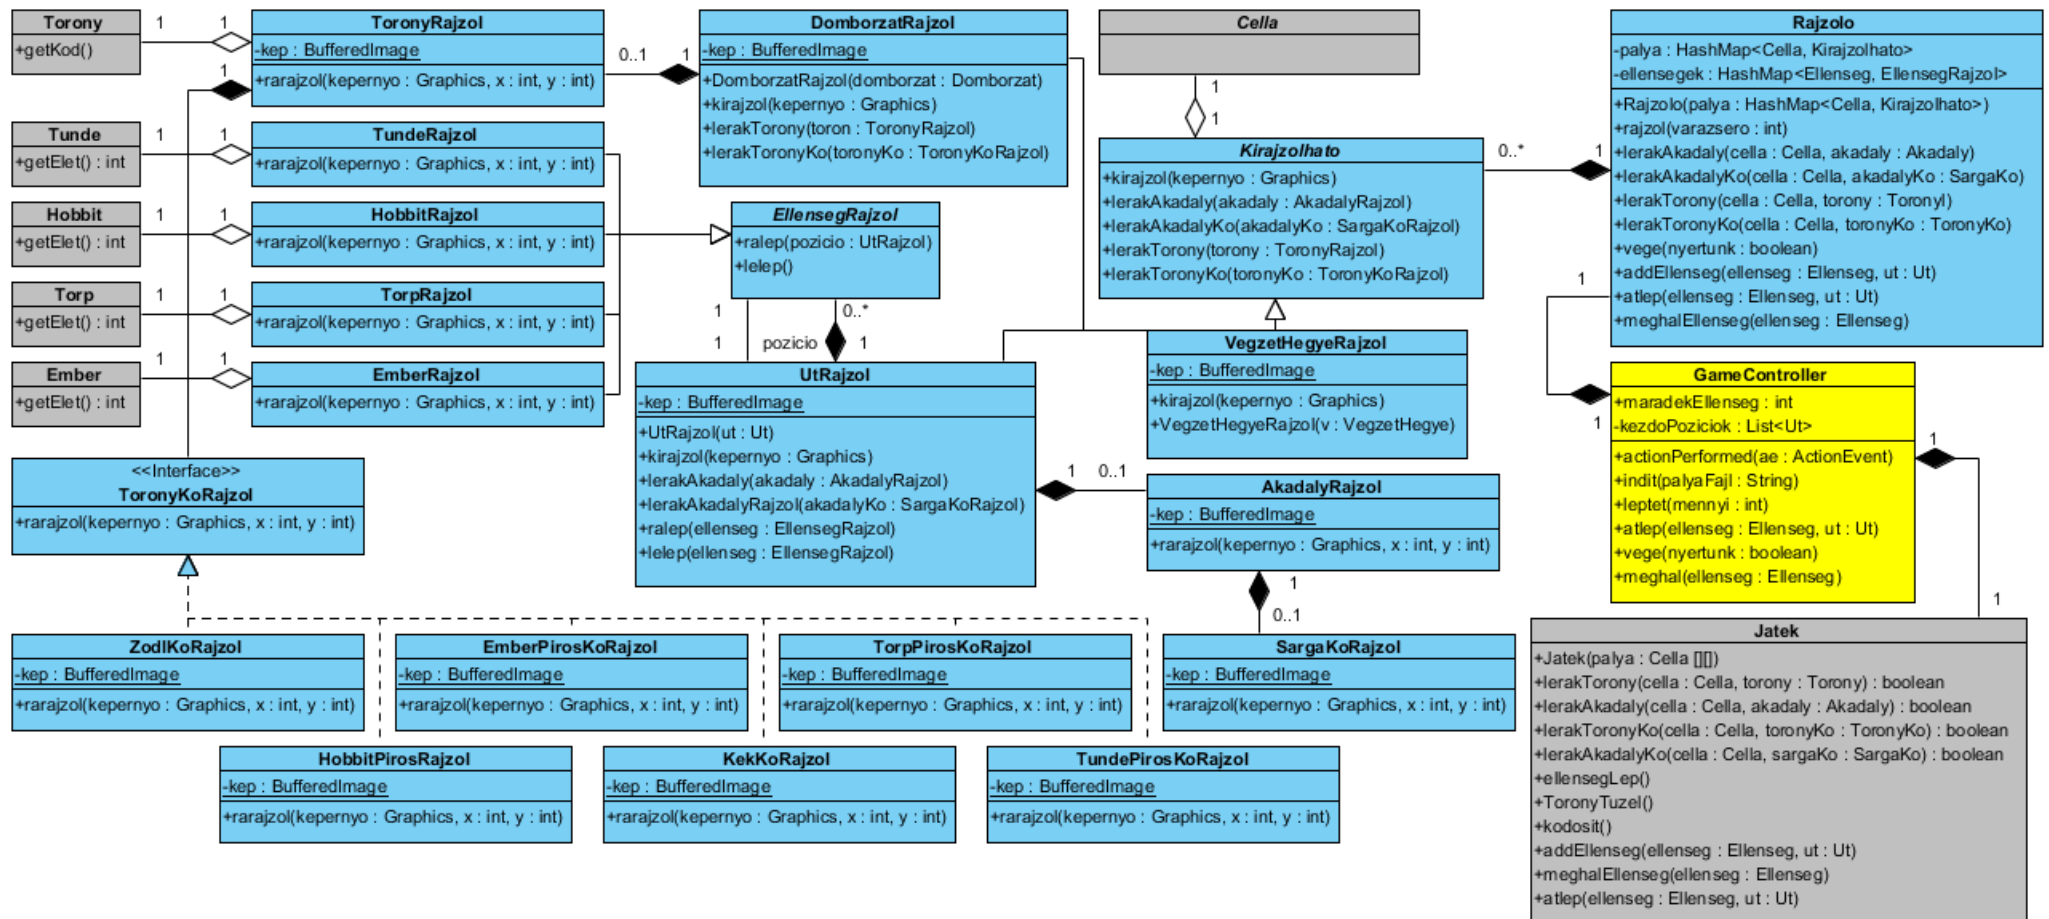 Torony
+getKod()
1
1
ToronyRajzol
-kep : BufferedImage
+rarajzol(kepernyo : Graphics, x : int, y : int)
1
0..1
1
DomborzatRajzol
-kep : BufferedImage
+DomborzatRajzol(domborzat : Domborzat)
+kirajzol(kepernyo : Graphics)
+lerakTorony(toron : ToronyRajzol)
+lerakToronyKo(toronyKo : ToronyKoRajzol)
Cella
1
1
Kirajzolhato
+kirajzol(kepernyo : Graphics)
+lerakAkadaly(akadaly : AkadalyRajzol)
+lerakAkadalyKo(akadalyKo : SargaKoRajzol)
+lerakTorony(torony : ToronyRajzol)
+lerakToronyKo(toronyKo : ToronyKoRajzol)
0..*
1
Rajzolo
-palya : HashMap<Cella, Kirajzolhato>
-ellensegek : HashMap<Ellenseg, EllensegRajzol>
+Rajzolo(palya : HashMap<Cella, Kirajzolhato>)
+rajzol(varazsero : int)
+lerakAkadaly(cella : Cella, akadaly : Akadaly)
+lerakAkadalyKo(cella : Cella, akadalyKo : SargaKo)
+lerakTorony(cella : Cella, torony : Toronyl)
+lerakToronyKo(cella : Cella, toronyKo : ToronyKo)
+vege(nyertunk : boolean)
+addEllenseg(ellenseg : Ellenseg, ut : Ut)
+atlep(ellenseg : Ellenseg, ut : Ut)
+meghalEllenseg(ellenseg : Ellenseg)
1
1
Tunde
+getElet() : int
1
1
TundeRajzol
+rarajzol(kepernyo : Graphics, x : int, y : int)
Hobbit
+getElet() : int
1
1
HobbitRajzol
+rarajzol(kepernyo : Graphics, x : int, y : int)
Torp
+getElet() : int
1
1
TorpRajzol
+rarajzol(kepernyo : Graphics, x : int, y : int)
Ember
+getElet() : int
1
1
EmberRajzol
+rarajzol(kepernyo : Graphics, x : int, y : int)
EllensegRajzol
+ralep(pozicio : UtRajzol)
+lelep()
1
0..*
1
pozicio
1
UtRajzol
-kep : BufferedImage
+UtRajzol(ut : Ut)
+kirajzol(kepernyo : Graphics)
+lerakAkadaly(akadaly : AkadalyRajzol)
+lerakAkadalyRajzol(akadalyKo : SargaKoRajzol)
+ralep(ellenseg : EllensegRajzol)
+lelep(ellenseg : EllensegRajzol)
VegzetHegyeRajzol
-kep : BufferedImage
+kirajzol(kepernyo : Graphics)
+VegzetHegyeRajzol(v : VegzetHegye)
1
0..1
AkadalyRajzol
-kep : BufferedImage
+rarajzol(kepernyo : Graphics, x : int, y : int)
1
0..1
GameController
+maradekEllenseg : int
-kezdoPoziciok : List<Ut>
+actionPerformed(ae : ActionEvent)
+indit(palyaFajl : String)
+leptet(mennyi : int)
+atlep(ellenseg : Ellenseg, ut : Ut)
+vege(nyertunk : boolean)
+meghal(ellenseg : Ellenseg)
1
1
<<Interface>>
ToronyKoRajzol
+rarajzol(kepernyo : Graphics, x : int, y : int)
ZodlKoRajzol
-kep : BufferedImage
+rarajzol(kepernyo : Graphics, x : int, y : int)
EmberPirosKoRajzol
-kep : BufferedImage
+rarajzol(kepernyo : Graphics, x : int, y : int)
TorpPirosKoRajzol
-kep : BufferedImage
+rarajzol(kepernyo : Graphics, x : int, y : int)
SargaKoRajzol
-kep : BufferedImage
+rarajzol(kepernyo : Graphics, x : int, y : int)
HobbitPirosRajzol
-kep : BufferedImage
+rarajzol(kepernyo : Graphics, x : int, y : int)
KekKoRajzol
-kep : BufferedImage
+rarajzol(kepernyo : Graphics, x : int, y : int)
TundePirosKoRajzol
-kep : BufferedImage
+rarajzol(kepernyo : Graphics, x : int, y : int)
Jatek
+Jatek(palya : Cella [][])
+lerakTorony(cella : Cella, torony : Torony) : boolean
+lerakAkadaly(cella : Cella, akadaly : Akadaly) : boolean
+lerakToronyKo(cella : Cella, toronyKo : ToronyKo) : boolean
+lerakAkadalyKo(cella : Cella, sargaKo : SargaKo) : boolean
+ellensegLep()
+ToronyTuzel()
+kodosit()
+addEllenseg(ellenseg : Ellenseg, ut : Ut)
+meghalEllenseg(ellenseg : Ellenseg)
+atlep(ellenseg : Ellenseg, ut : Ut)